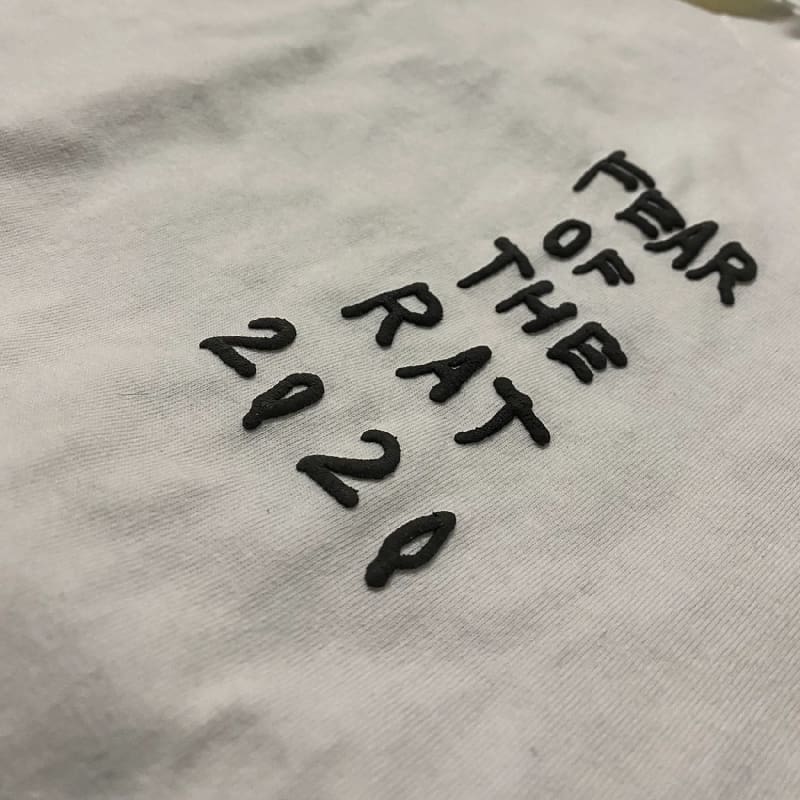 FEAR
OF
THE
RAT
2020